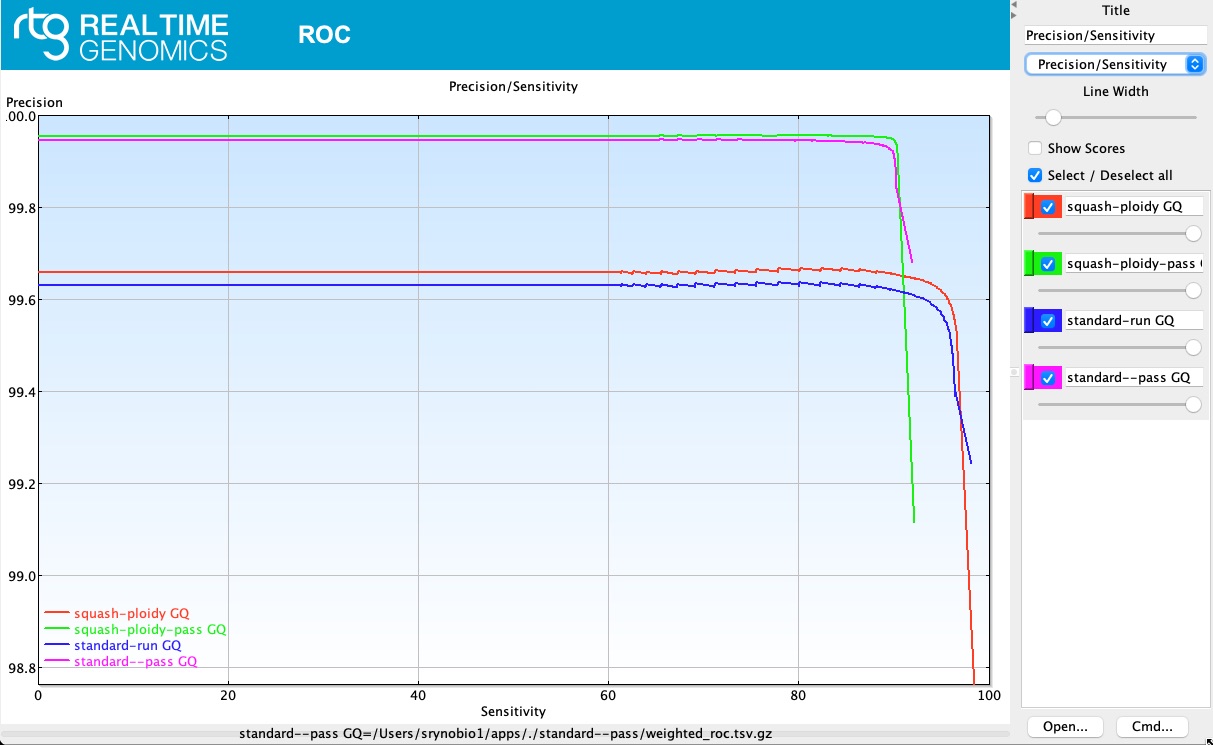 rtg REALTIME GENOMICS
ROC
Precision/Sensitivity
Precision
00.0
99.8
99.6
99.4
99.2
99.0
98.8
squash-ploidy GQ
squash-ploidy-pass GQ
standard-run GQ
standard--pass GQ
0 20 40 60 80 100
Sensitivity
standard--pass GQ=/Users/srynobio1/apps/./standard--pass/weighted_roc.tsv.gz
Title
Precision/Sensitivity
Precision/Sensitivity
Line Width
Show Scores
Select / Deselect all
squash-ploidy GQ
squash-ploidy-pass
standard-run GQ
standard--pass GQ
Open... Cmd...